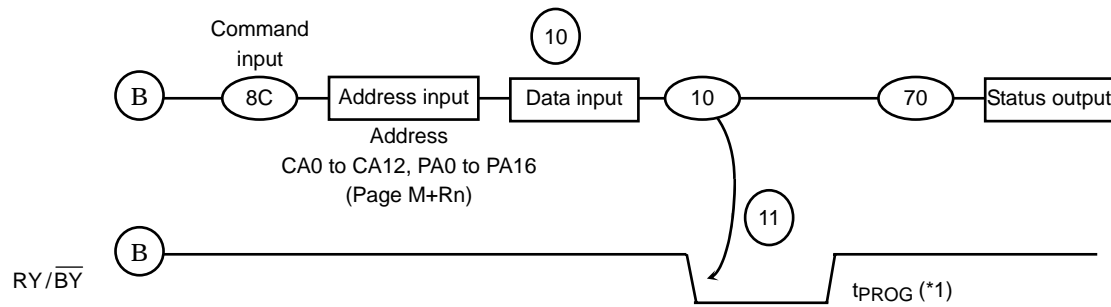 Command
input
10
B
8C
Address input
Data input
10
70
Status output
Address
CA0 to CA12, PA0 to PA16
(Page M+Rn)
11
B
RY/BY
tPROG (*1)